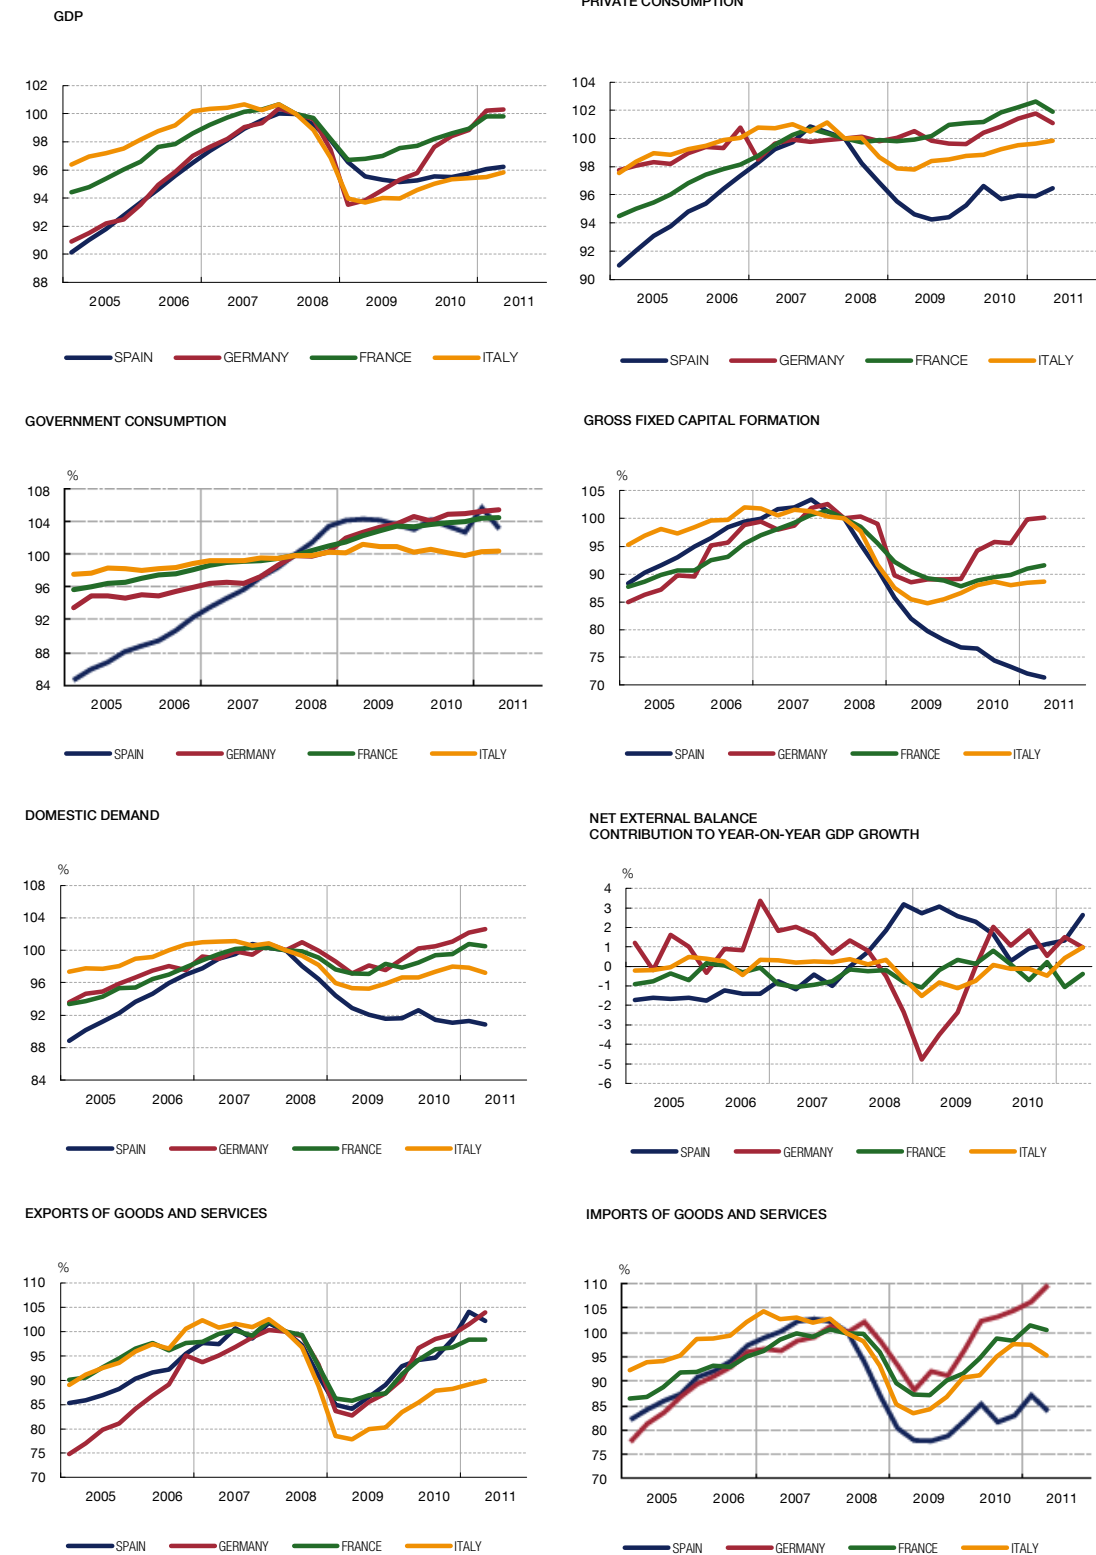 GDP
102
100
98
96
94
92
90
88
2005 2006 2007 2008 2009 2010 2011
SPAIN GERMANY FRANCE ITALY
PRIVATE CONSUMPTION
104
102
100
98
96
94
92
90
2005 2006 2007 2008 2009 2010 2011
SPAIN GERMANY FRANCE ITALY
GOVERNMENT CONSUMPTION
%
108
104
100
96
92
88
84
2005 2006 2007 2008 2009 2010 2011
SPAIN GERMANY FRANCE ITALY
GROSS FIXED CAPITAL FORMATION
%
105
100
95
90
85
80
75
70
2005 2006 2007 2008 2009 2010 2011
SPAIN GERMANY FRANCE ITALY
DOMESTIC DEMAND
%
108
104
100
96
92
88
84
2005 2006 2007 2008 2009 2010 2011
SPAIN GERMANY FRANCE ITALY
NET EXTERNAL BALANCE
CONTRIBUTION TO YEAR-ON-YEAR GDP GROWTH
%
4
3
2
1
0
-1
-2
-3
-4
-5
-6
2005 2006 2007 2008 2009 2010
SPAIN GERMANY FRANCE ITALY
EXPORTS OF GOODS AND SERVICES
%
110
105
100
95
90
85
80
75
70
2005 2006 2007 2008 2009 2010 2011
SPAIN GERMANY FRANCE ITALY
IMPORTS OF GOODS AND SERVICES
%
110
105
100
95
90
85
80
75
70
2005 2006 2007 2008 2009 2010 2011
SPAIN GERMANY FRANCE ITALY